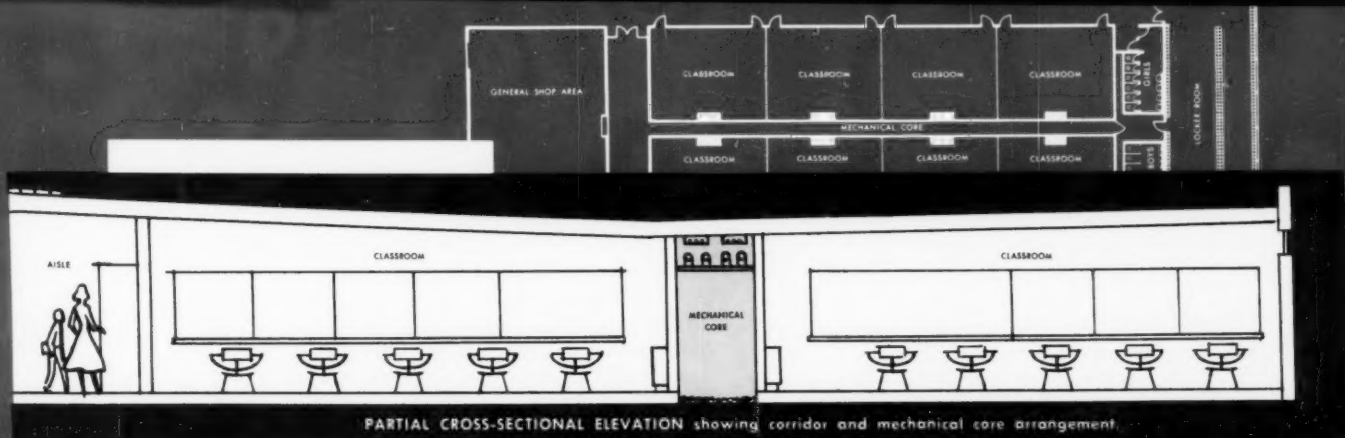 GENERAL SHOP AREA
CLASSROOM
CLASSROOM
CLASSROOM
CLASSROOM
GIRLS
LOCKER ROOM
MECHANICAL CORE
CLASSROOM
CLASSROOM
CLASSROOM
CLASSROOM
BOYS
AISLE
CLASSROOM
CLASSROOM
MECHANICAL
CORE
PARTIAL CROSS-SECTIONAL ELEVATION showing corridor and mechanical core arrangement.